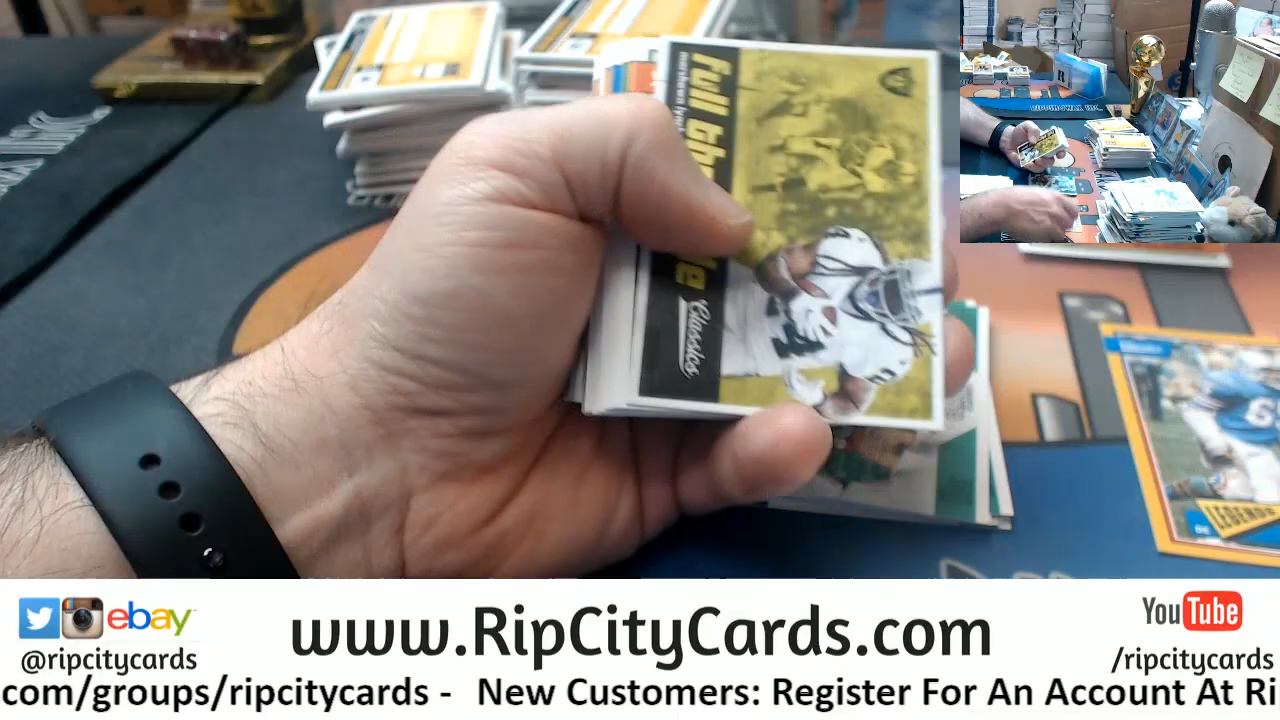 full
Classics
LEGENDS
ebay
@ripcitycards
www.RipCityCards.com
YouTube
/ripcitycards
com/groups/ripcitycards - New Customers: Register For An Account At Ri